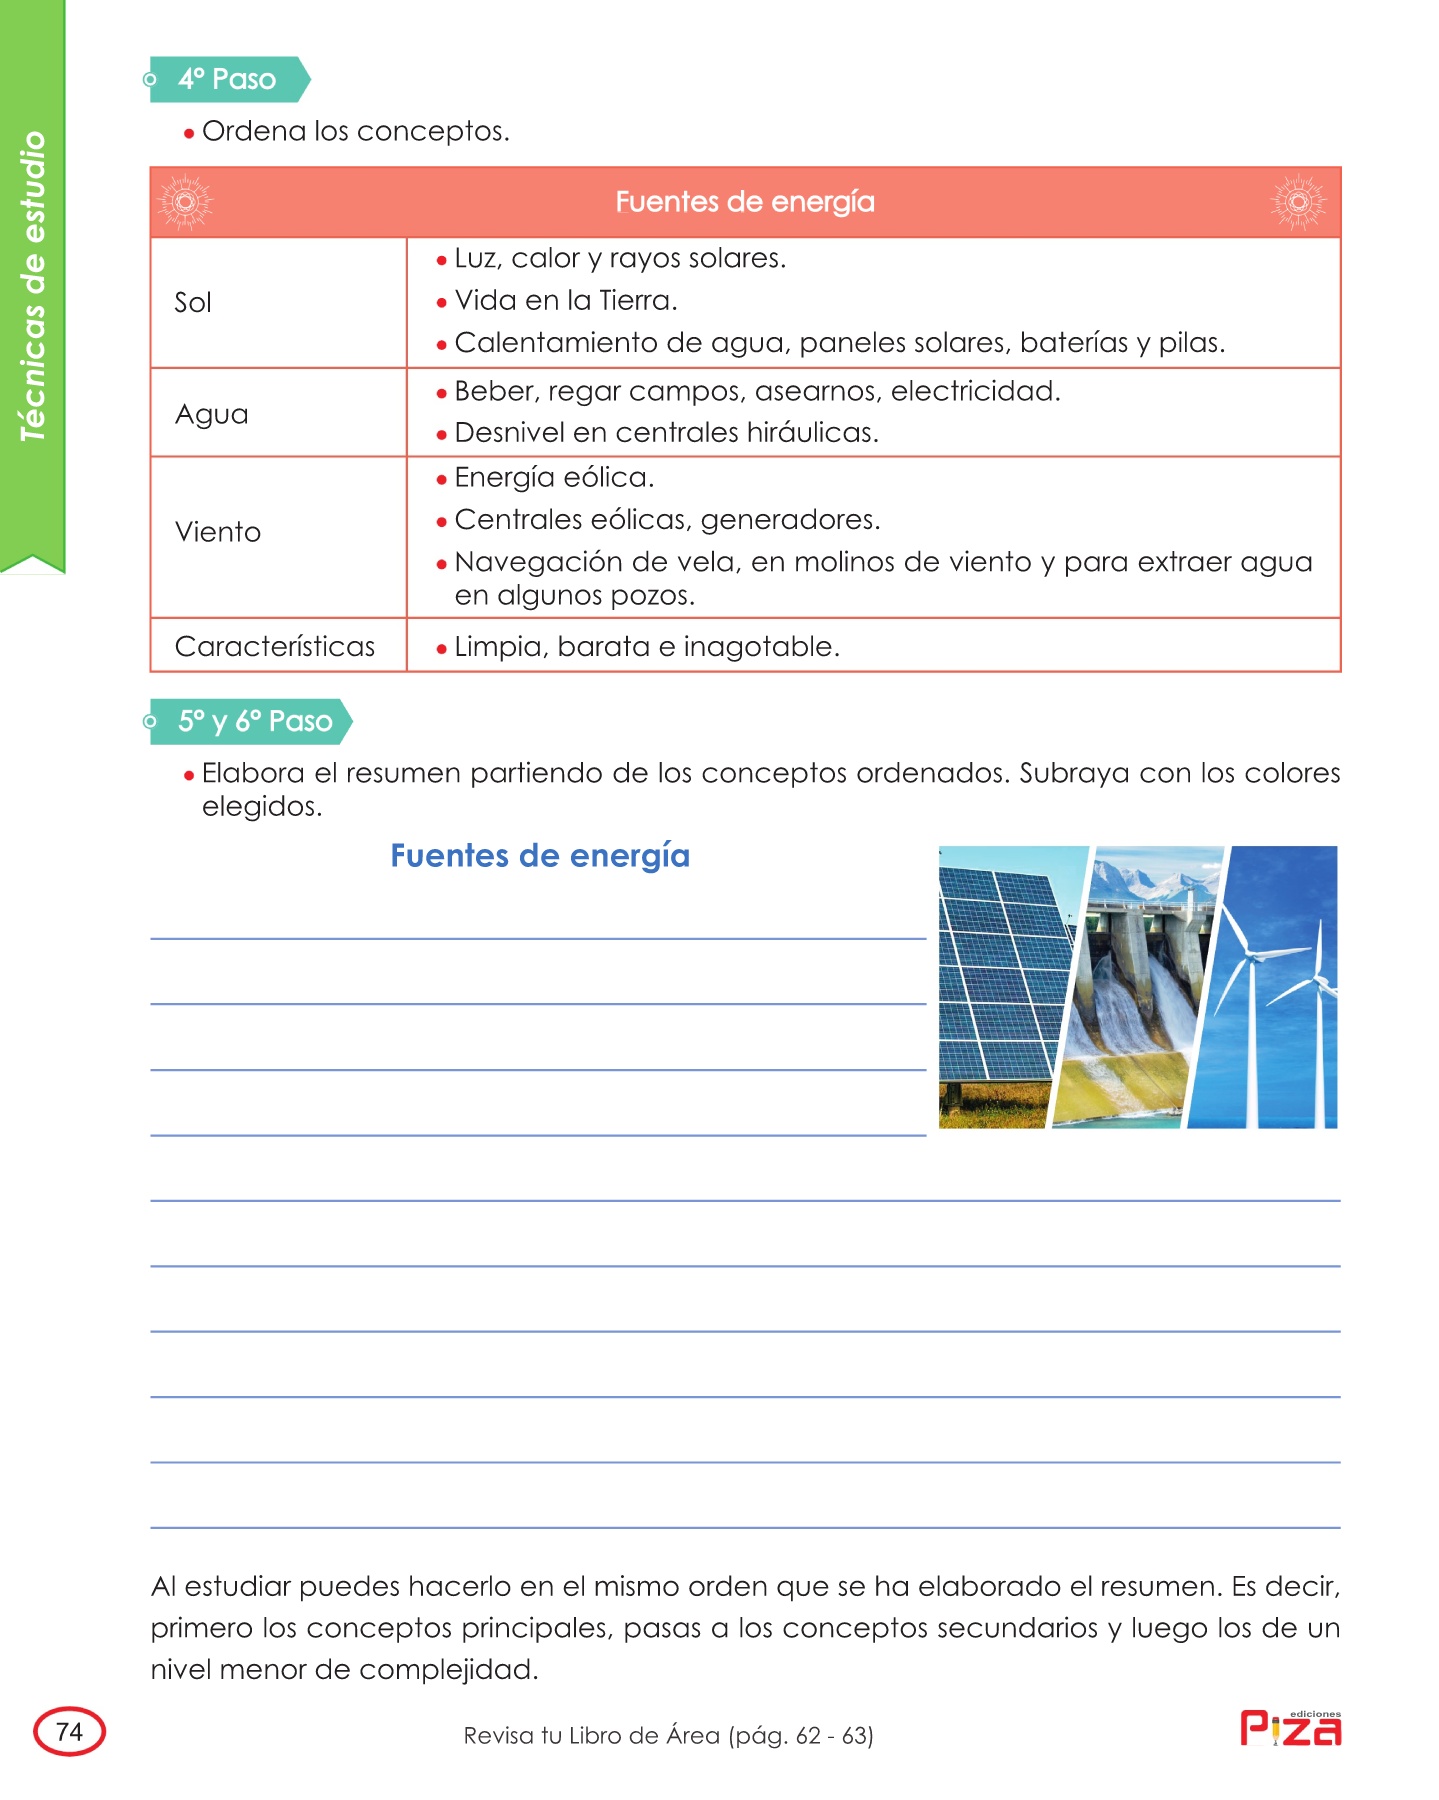 Técnicas de estudio
4º Paso
• Ordena los conceptos.
Fuentes de energía
Sol
• Luz, calor y rayos solares.
• Vida en la Tierra.
• Calentamiento de agua, paneles solares, baterías y pilas.
Agua
• Beber, regar campos, asearnos, electricidad.
• Desnivel en centrales hiráulicas.
Viento
• Energía eólica.
• Centrales eólicas, generadores.
• Navegación de vela, en molinos de viento y para extraer agua
en algunos pozos.
Características
• Limpia, barata e inagotable.
5º y 6º Paso
• Elabora el resumen partiendo de los conceptos ordenados. Subraya con los colores
elegidos.
Fuentes de energía
Al estudiar puedes hacerlo en el mismo orden que se ha elaborado el resumen. Es decir,
primero los conceptos principales, pasas a los conceptos secundarios y luego los de un
nivel menor de complejidad.
74
Revisa tu Libro de Área (pág. 62 - 63)
ediciones
Piza